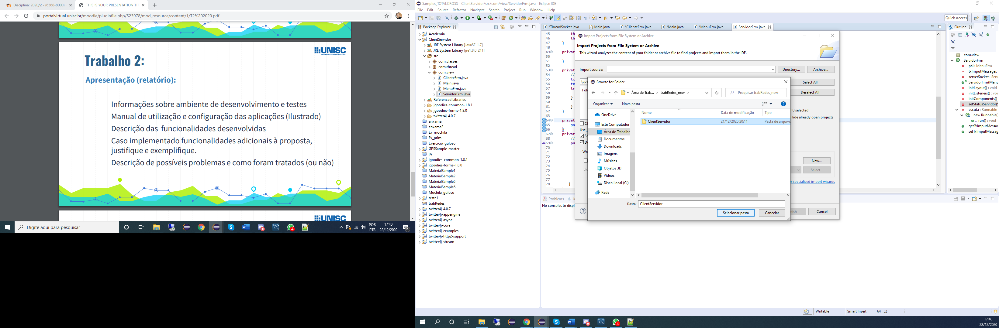 Disciplina: 2020/2 - (6568-8000)
THIS IS YOUR PRESENTATION TIT
portalvirtual.unisc.br/moodle/pluginfile.php/523978/mod_resource/content/1/T2%202020.pdf
UNISC
Trabalho 2:
Apresentação (relatório):
Informações sobre ambiente de desenvolvimento e testes
Manual de utilização e configuração das aplicações (Ilustrado)
Descrição das funcionalidades desenvolvidas
Caso implementado funcionalidades adicionais à proposta,
justifique e exemplifique.
Descrição de possíveis problemas e como foram tratados (ou não)
UNISC
Digite aqui para pesquisar
POR
PTB
17:40
22/12/2020
4
Samples_TOTALCROSS - ClientServidor/src/com/view/ServidorFrm.java - Eclipse IDE
File Edit Source Refactor Navigate Search Project Run Window Help
Quick Access
Package Explorer
Academia
ClientServidor
JRE System Library [JavaSE-1.7]
JRE System Library [jre1.8.0_211]
src
com.classes
com.thread
com.view
ClienteFrm.java
Main.java
MenuFrm.java
ServidorFrm.java
Referenced Libraries
jgoodies-common-1.8.1
jgoodies-forms-1.8.0
twitter4j-4.0.7
enxame
enxame2
Ex_mochila
Ex_prim
Exercicio_guloso
GPSSample-master
IA
jgoodies-common-1.8.1
jgoodies-forms-1.8.0
MaterialSample1
MaterialSample2
MaterialSample5
MaterialSample6
Mochila_guloso
teste1
trabRedes
twitter4j-4.0.7
twitter4j-appengine
twitter4j-async
twitter4j-core
twitter4j-examples
twitter4j-http2-support
twitter4j-stream
*ThreadSocket.java Main.java *ClienteFrm.java *Main.java *MenuFrm.java ServidorFrm.java
45 th
46 th
47 }
48
49 privat
50
51 }
52
53 privat
54 //
55 tx
56 tx
57 tr
58
59 }
60
61 }
62 }
63
64 privat
65 pa
66 }
67 privat
68 //
69 pu
70
71
72
73
74
75
76
77
78 }
Import Projects from File System or Archive
Import Projects from File System or Archive
This wizard analyzes the content of your folder or archive file to find projects and import them in the IDE.
Import source:
Directory...
Archive...
type
Select All
Fol
Deselect All
f 0 selected
Hide already open projects
Use
New...
Select...
r specialized import wizards
Cancel
Browse for Folder
Área de Trab... › trabRedes_new ›
Pesquisar trabRedes_new
Organizar
Nova pasta
OneDrive
Este Computador
Área de Trabalho
Documentos
Downloads
Imagens
Músicas
Objetos 3D
Vídeos
Disco Local (C:)
Rede
Nome Data de modificação Tipo
ClientServidor 21/12/2020 20:11 Pasta de arquivo
Pasta: ClientServidor
Selecionar pasta
Cancelar
Problems
No consoles to displ
Outline
com.view
ServidorFrm
pai : MenuFrm
txImputMessages
serverSocket : Serv
ServidorFrm(Menu
initLayout() : void
initListeners() : voi
initComponents()
setStatusServidor(S
escuta : Runnable
new Runnable()
run() : void
getTxImputMessag
setTxImputMessag
Writable Smart Insert 64 : 52
17:40
22/12/2020